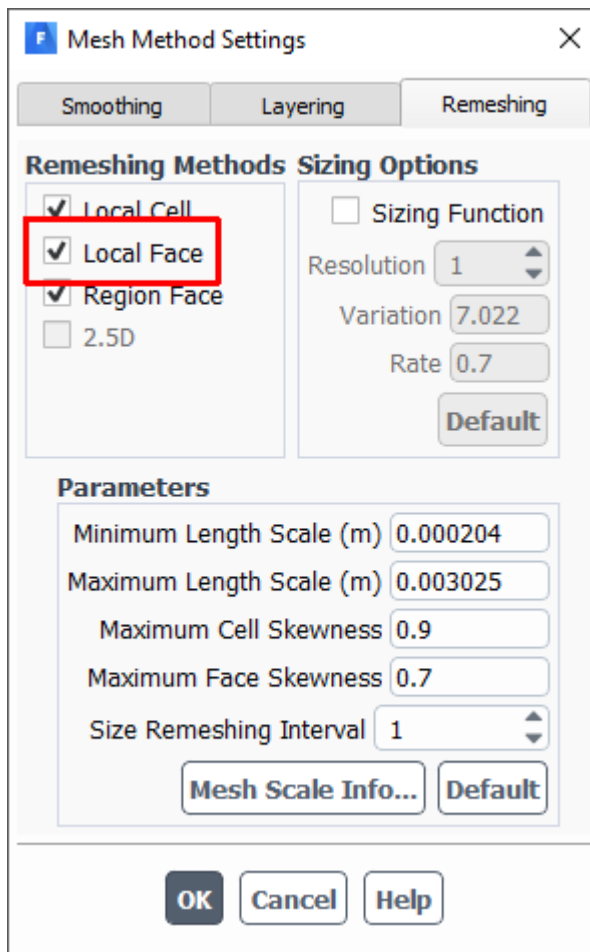 F Mesh Method Settings
Smoothing Layering Remeshing
Remeshing Methods Sizing Options
Local Cell
Sizing Function
Local Face
Resolution 1
Region Face
Variation 7.022
2.5D
Rate 0.7
Default
Parameters
Minimum Length Scale (m) 0.000204
Maximum Length Scale (m) 0.003025
Maximum Cell Skewness 0.9
Maximum Face Skewness 0.7
Size Remeshing Interval 1
Mesh Scale Info... Default
OK Cancel Help